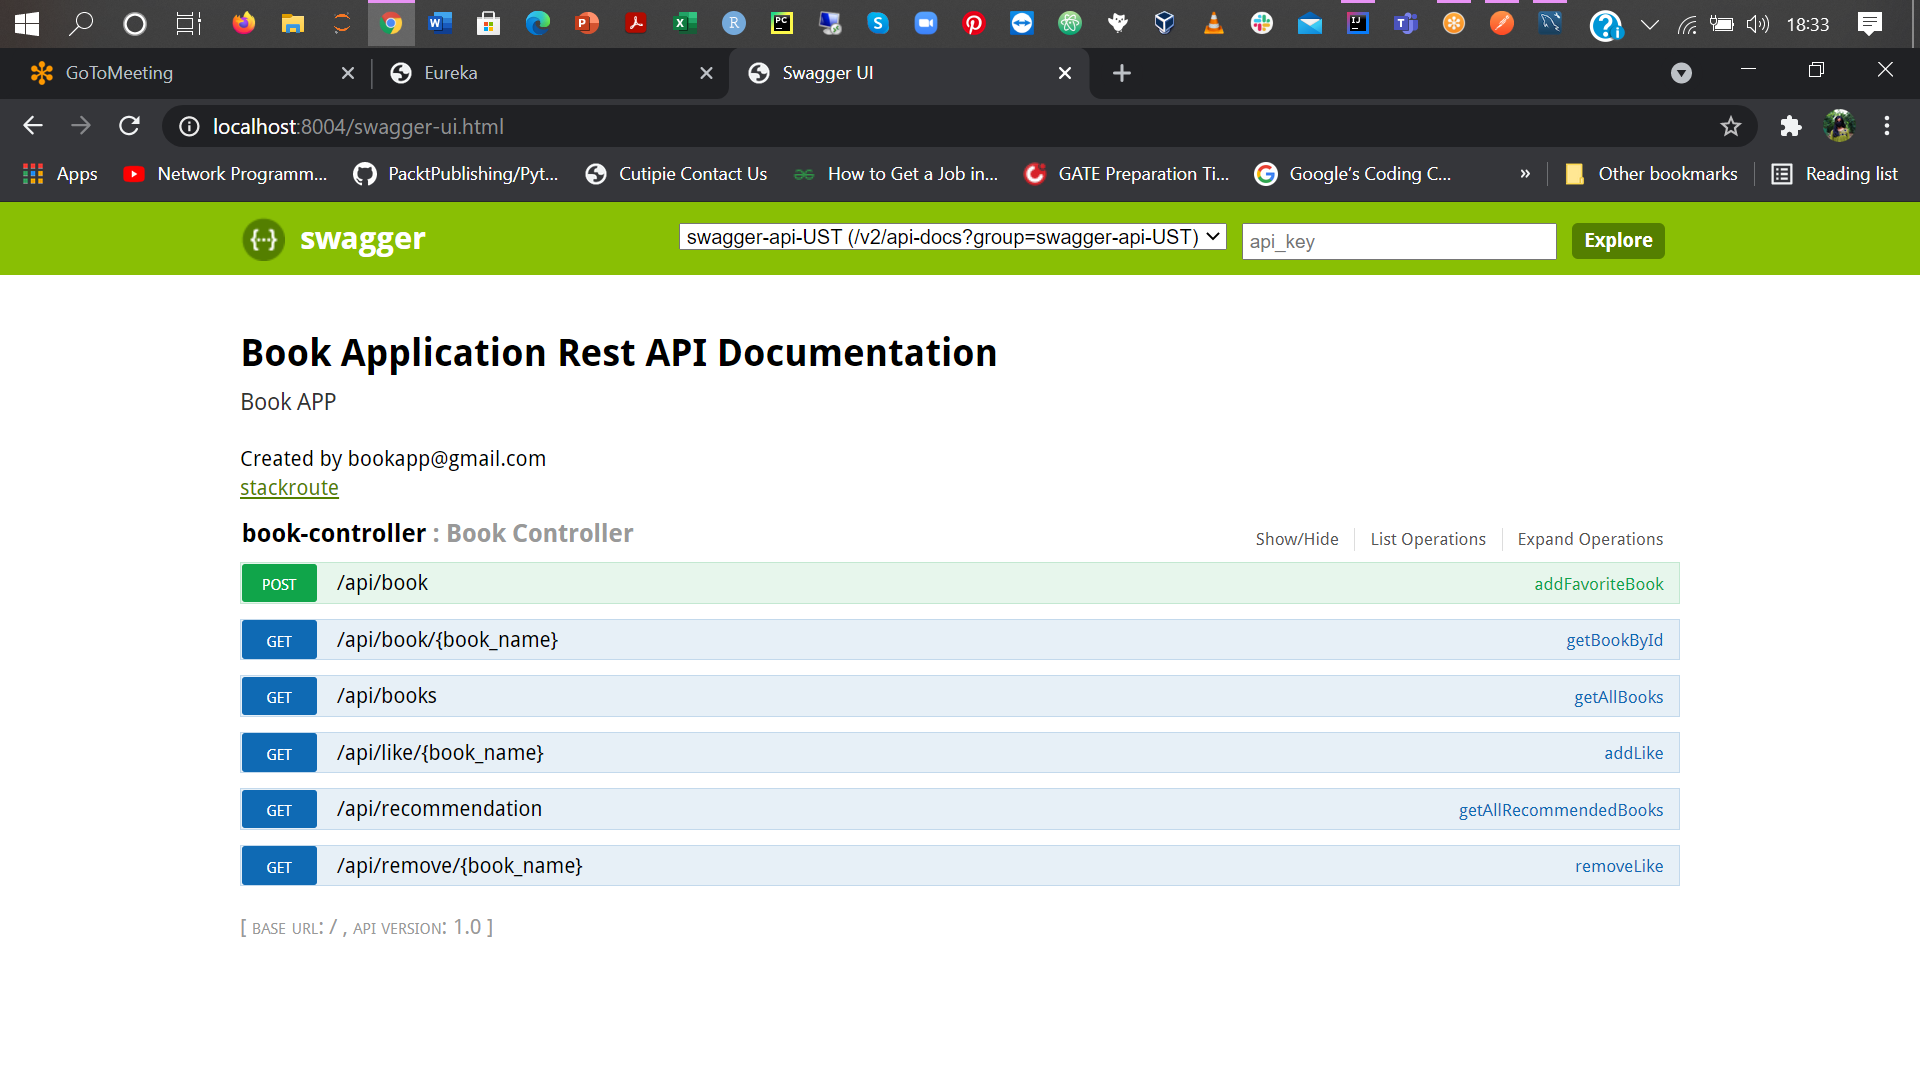 18:33
GoToMeeting
Eureka
Swagger UI
localhost:8004/swagger-ui.html
Apps
Network Programm...
PacktPublishing/Pyt...
Cutipie Contact Us
How to Get a Job in...
GATE Preparation Ti...
Google's Coding C...
»
Other bookmarks
Reading list
{···} swagger
swagger-api-UST (/v2/api-docs?group=swagger-api-UST)
api_key
Explore
Book Application Rest API Documentation
Book APP
Created by bookapp@gmail.com
stackroute
book-controller : Book Controller
Show/Hide
List Operations
Expand Operations
POST /api/book addFavoriteBook
GET /api/book/{book_name} getBookById
GET /api/books getAllBooks
GET /api/like/{book_name} addLike
GET /api/recommendation getAllRecommendedBooks
GET /api/remove/{book_name} removeLike
[ BASE URL: / , API VERSION: 1.0 ]